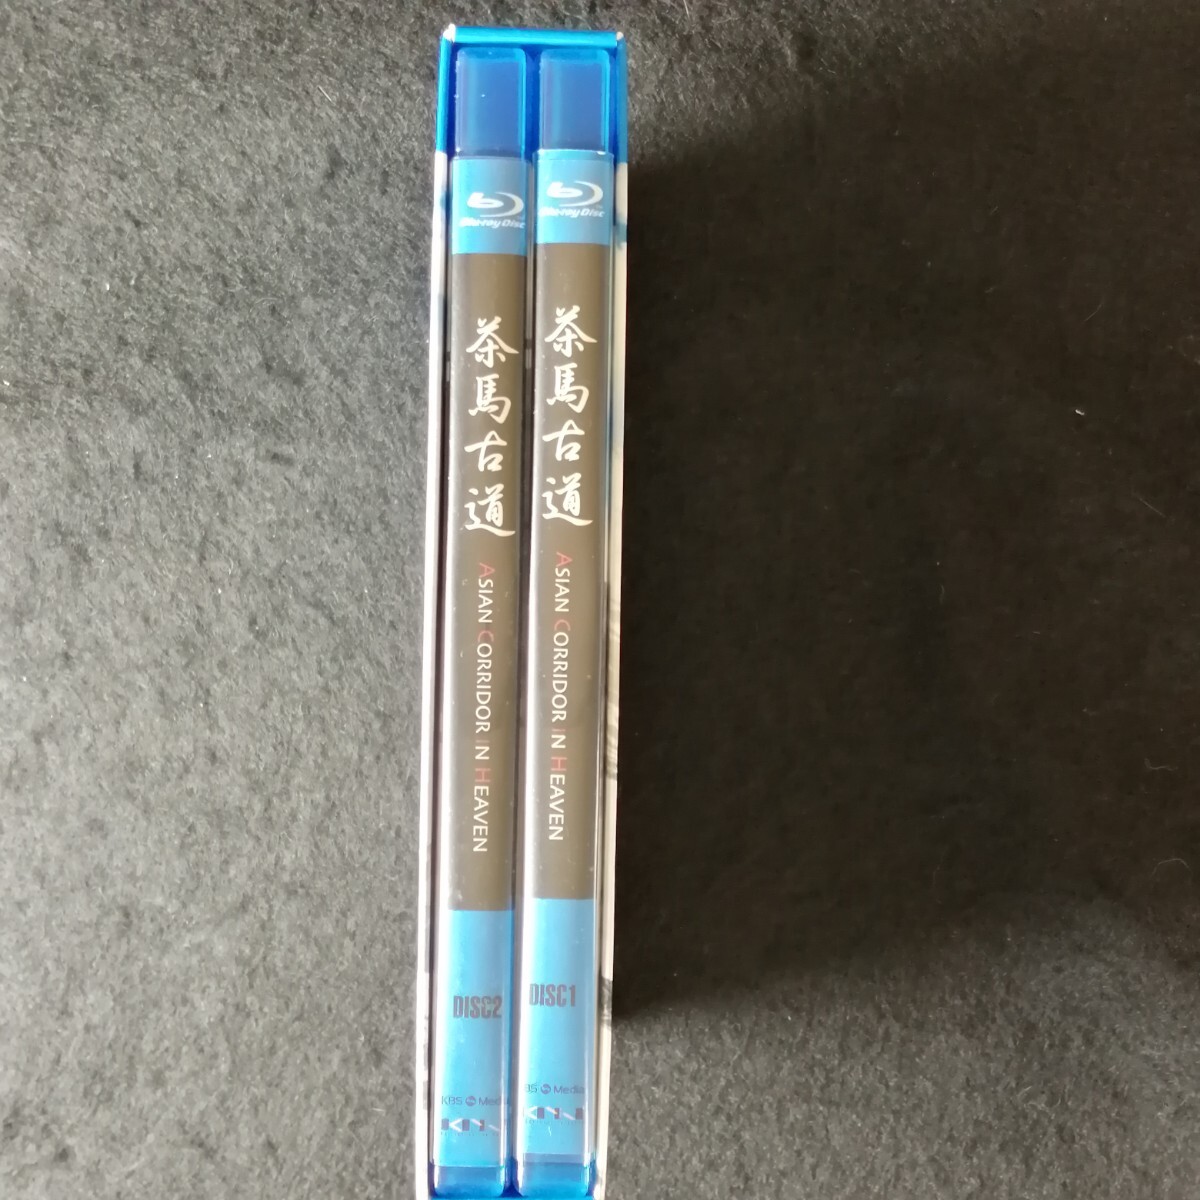 Blu-ray Disc
茶馬古道
ASIAN CORRIDOR IN HEAVEN
DISC2
KBS Media
Blu-ray Disc
茶馬古道
ASIAN CORRIDOR IN HEAVEN
DISC1
BS Media